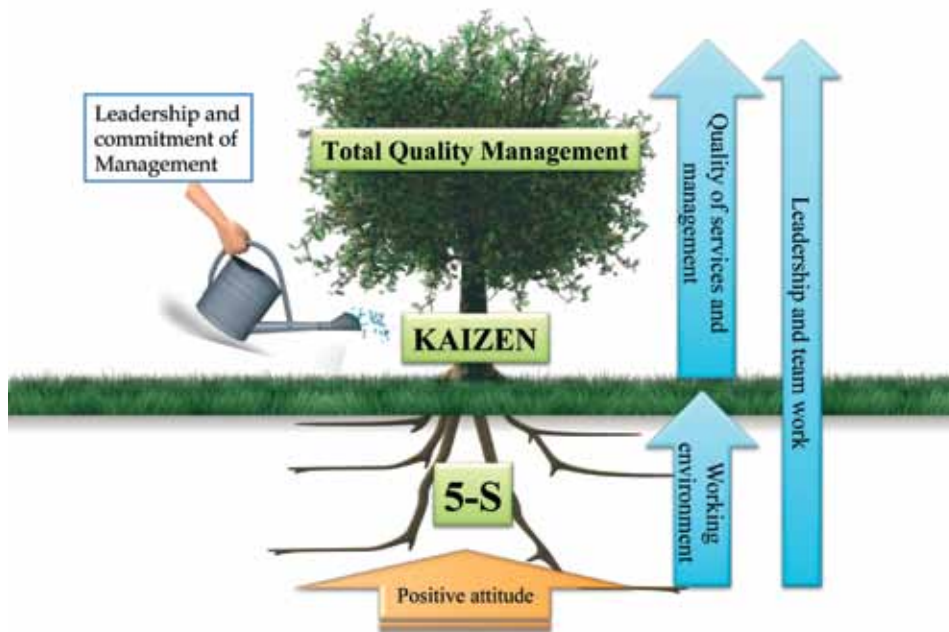 Leadership and
commitment of
Management
Total Quality Management
KAIZEN
5-S
Positive attitude
Quality of services and
management
Working
environment
Leadership and team work